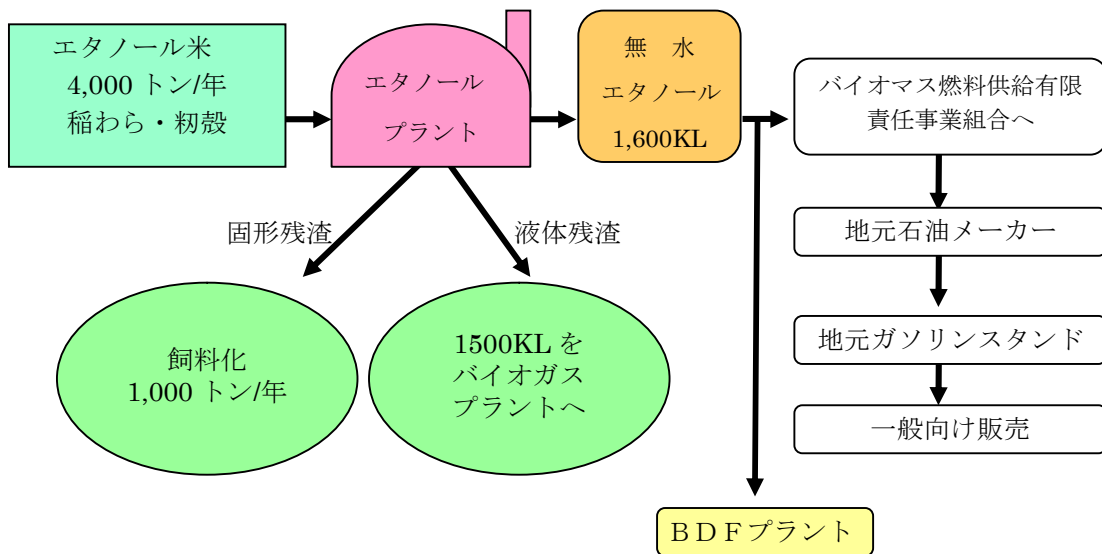 エタノール米
4,000 トン/年
稲わら・籾殻
エタノール
プラント
無 水
エタノール
1,600KL
バイオマス燃料供給有限
責任事業組合へ
地元石油メーカー
地元ガソリンスタンド
一般向け販売
固形残渣
液体残渣
飼料化
1,000 トン/年
1500KL を
バイオガス
プラントへ
ＢＤＦプラント